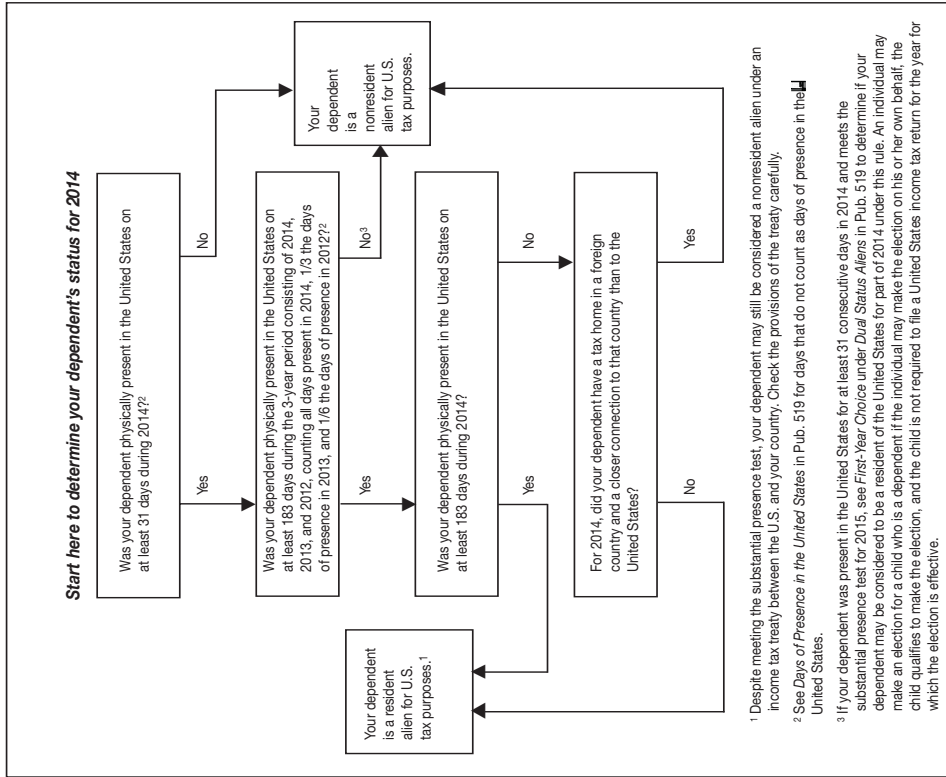 Start here to determine your dependent's status for 2014
Was your dependent physically present in the United States on
at least 31 days during 2014?²
Yes
No
Was your dependent physically present in the United States on
at least 183 days during the 3-year period consisting of 2014,
2013, and 2012, counting all days present in 2014, 1/3 the days
of presence in 2013, and 1/6 the days of presence in 2012?²
Yes
No³
Your
dependent
is a
nonresident
alien for U.S.
tax purposes.
Was your dependent physically present in the United States on
at least 183 days during 2014?
Yes
No
Your dependent
is a resident
alien for U.S.
tax purposes.¹
For 2014, did your dependent have a tax home in a foreign
country and a closer connection to that country than to the
United States?
No
Yes
¹ Despite meeting the substantial presence test, your dependent may still be considered a nonresident alien under an
income tax treaty between the U.S. and your country. Check the provisions of the treaty carefully.
² See Days of Presence in the United States in Pub. 519 for days that do not count as days of presence in the
United States.
³ If your dependent was present in the United States for at least 31 consecutive days in 2014 and meets the
substantial presence test for 2015, see First-Year Choice under Dual Status Aliens in Pub. 519 to determine if your
dependent may be considered to be a resident of the United States for part of 2014 under this rule. An individual may
make an election for a child who is a dependent if the individual may make the election on his or her own behalf, the
child qualifies to make the election, and the child is not required to file a United States income tax return for the year for
which the election is effective.